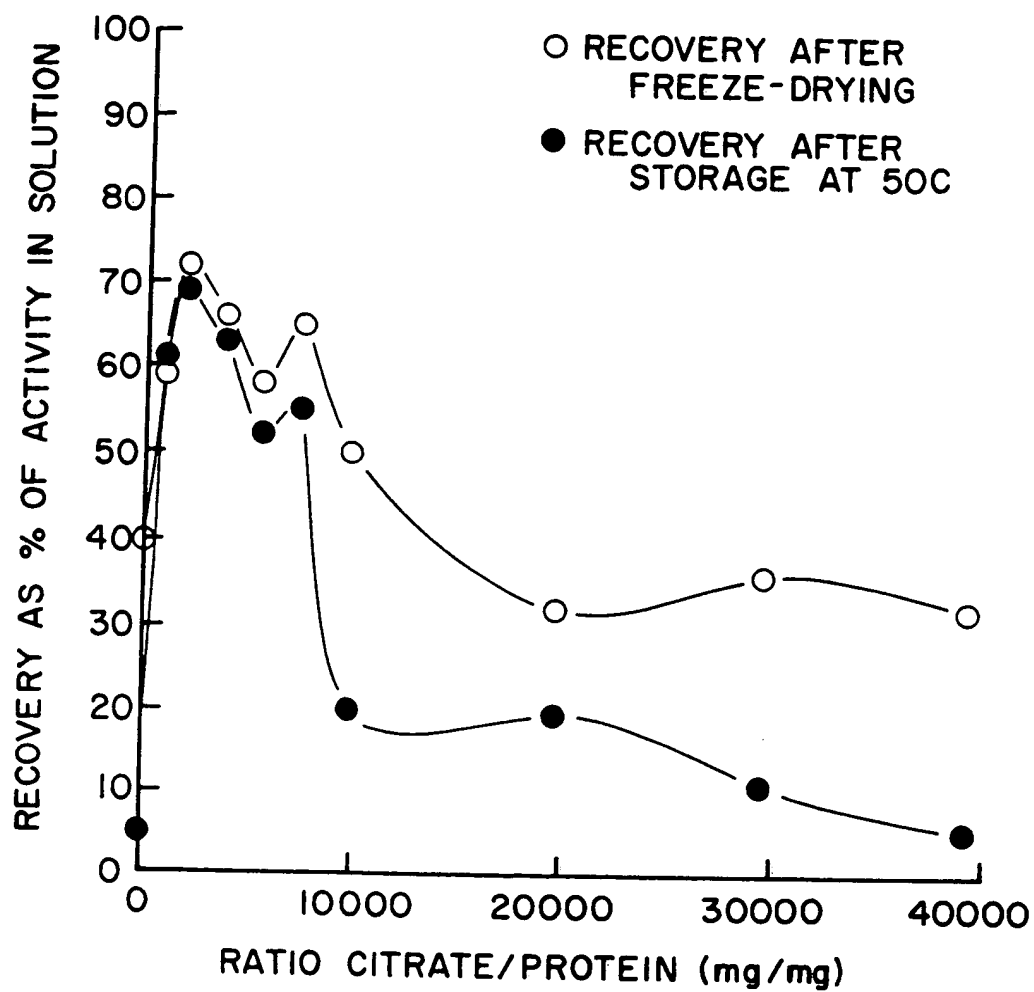 100
90
80
70
60
50
40
30
20
10
0
RECOVERY AS % OF ACTIVITY IN SOLUTION
RECOVERY AFTER
FREEZE-DRYING
RECOVERY AFTER
STORAGE AT 50C
0 10000 20000 30000 40000
RATIO CITRATE/PROTEIN (mg/mg)